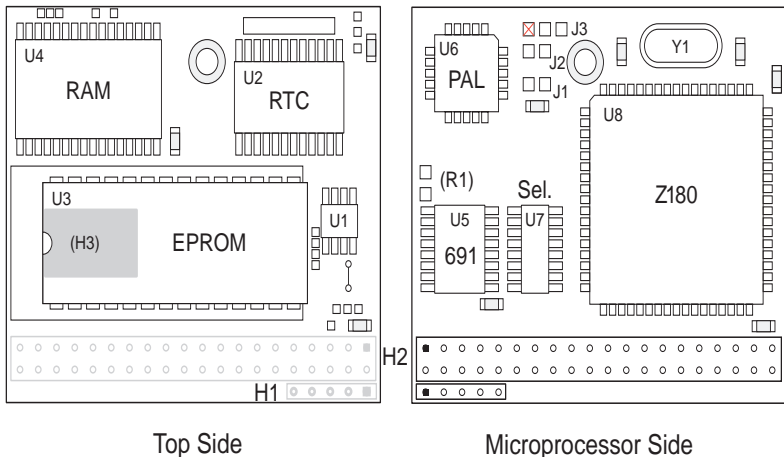 U4
RAM
U2
RTC
U3
(H3)
EPROM
U1
H1
H2
Top Side
U6
PAL
J3
J2
J1
Y1
U8
Z180
(R1)
Sel.
U5
691
U7
Microprocessor Side